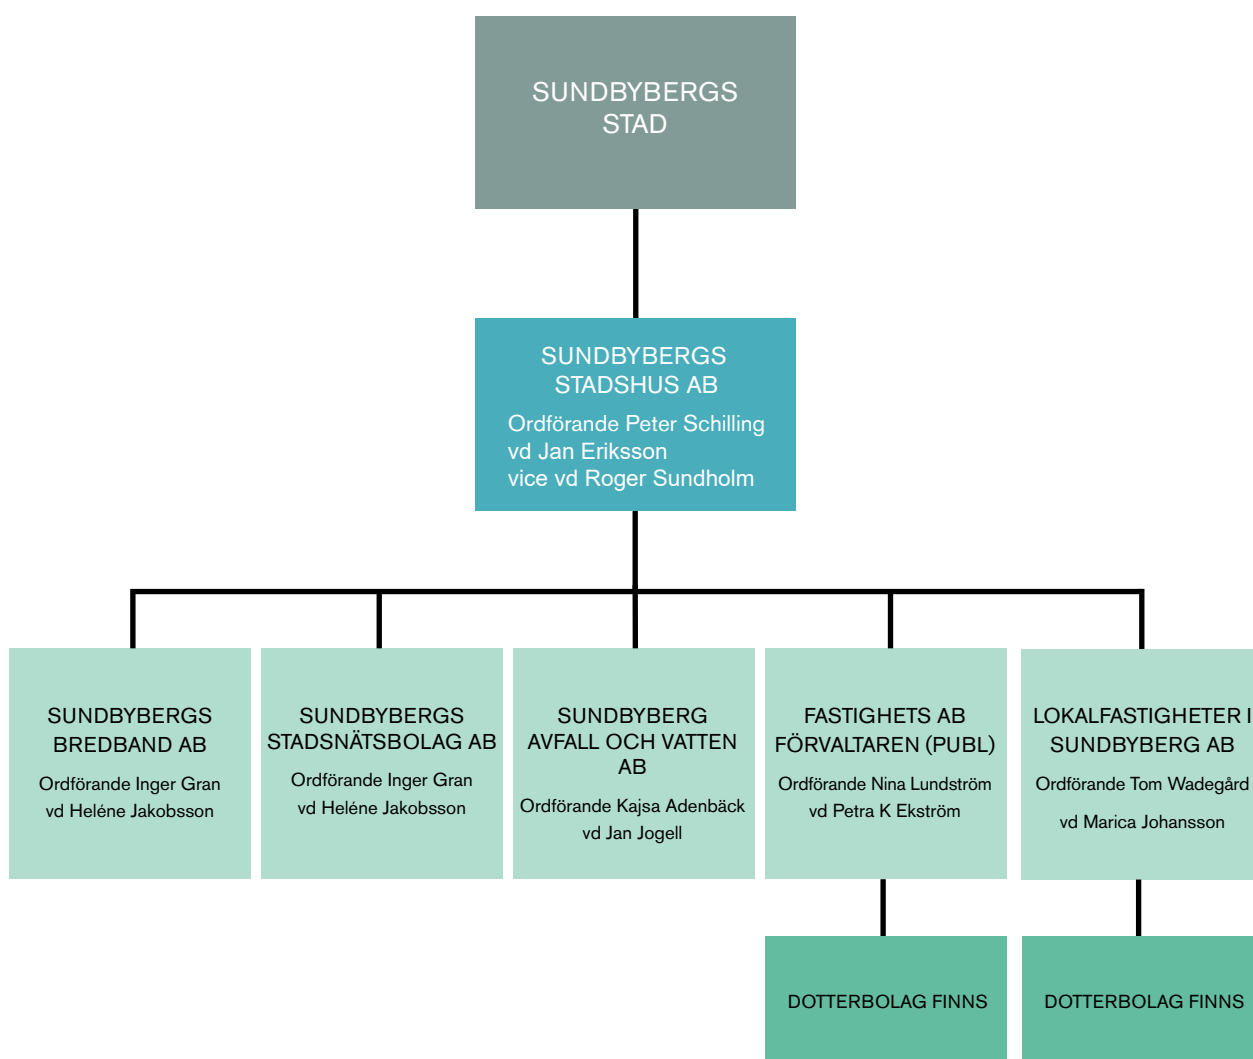 SUNDBYBERGS
STAD
SUNDBYBERGS
STADSHUS AB
Ordförande Peter Schilling
vd Jan Eriksson
vice vd Roger Sundholm
SUNDBYBERGS
BREDBAND AB
Ordförande Inger Gran
vd Heléne Jakobsson
SUNDBYBERGS
STADSNÄTSBOLAG AB
Ordförande Inger Gran
vd Heléne Jakobsson
SUNDBYBERG
AVFALL OCH VATTEN
AB
Ordförande Kajsa Adenbäck
vd Jan Jogell
FASTIGHETS AB
FÖRVALTAREN (PUBL)
Ordförande Nina Lundström
vd Petra K Ekström
LOKALFASTIGHETER I
SUNDBYBERG AB
Ordförande Tom Wadegård
vd Marica Johansson
DOTTERBOLAG FINNS
DOTTERBOLAG FINNS